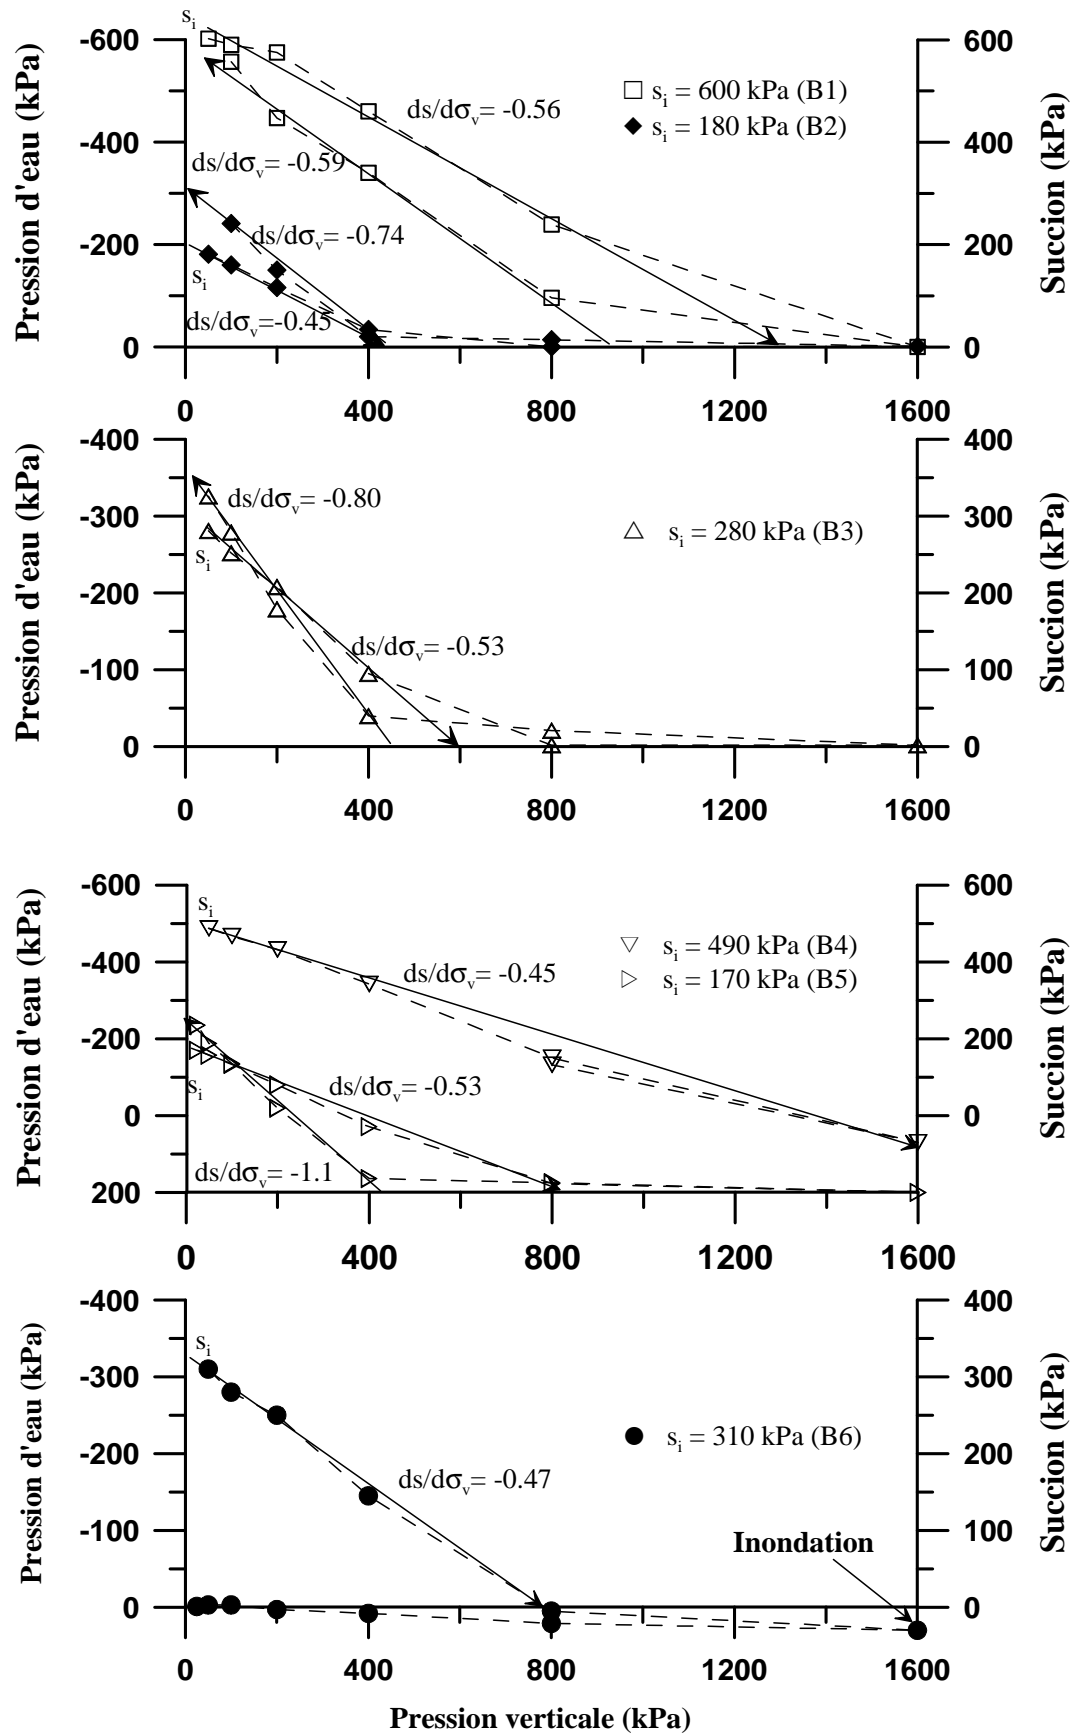 s_i
-600
600
s_i = 600 kPa (B1)
ds/dσ_v= -0.56
s_i = 180 kPa (B2)
-400
400
ds/dσ_v= -0.59
-200
200
ds/dσ_v= -0.74
s_i
ds/dσ_v=-0.45
0
0
Pression d'eau (kPa)
Succion (kPa)
0 400 800 1200 1600
-400
400
ds/dσ_v= -0.80
-300
300
s_i = 280 kPa (B3)
s_i
-200
200
ds/dσ_v= -0.53
-100
100
0
0
Pression d'eau (kPa)
Succion (kPa)
0 400 800 1200 1600
-600
600
s_i
s_i = 490 kPa (B4)
-400
400
ds/dσ_v= -0.45
s_i = 170 kPa (B5)
-200
200
s_i
ds/dσ_v= -0.53
0
0
ds/dσ_v= -1.1
200
200
Pression d'eau (kPa)
Succion (kPa)
0 400 800 1200 1600
-400
400
s_i
-300
300
s_i = 310 kPa (B6)
-200
200
ds/dσ_v= -0.47
-100
100
Inondation
0
0
Pression d'eau (kPa)
Succion (kPa)
0 400 800 1200 1600
Pression verticale (kPa)